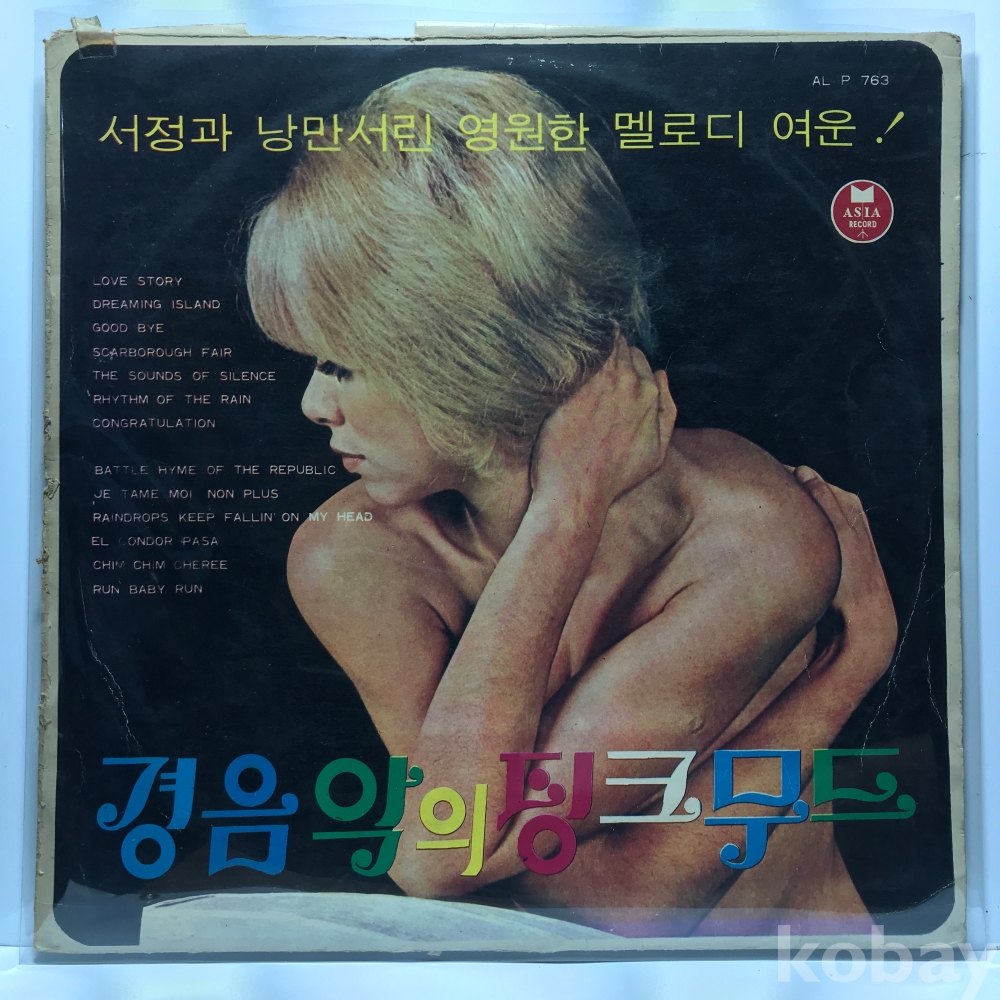 AL P 763
서정과 낭만서린 영원한 멜로디 여운!
ASIA
RECORD
LOVE STORY
DREAMING ISLAND
GOOD BYE
SCARBOROUGH FAIR
THE SOUNDS OF SILENCE
RHYTHM OF THE RAIN
CONGRATULATION
BATTLE HYME OF THE REPUBLIC
JE TAME MOI NON PLUS
RAINDROPS KEEP FALLIN' ON MY HEAD
EL CONDOR PASA
CHIM CHIM CHEREE
RUN BABY RUN
경음악의 핑크무드
kobay